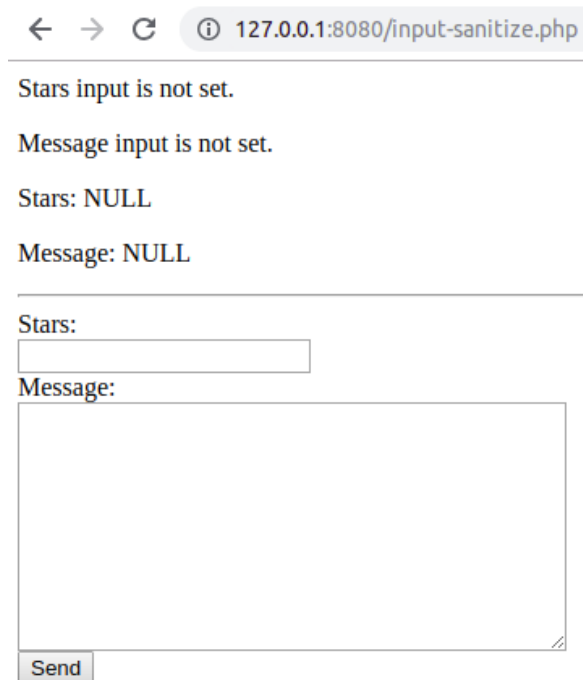 127.0.0.1:8080/input-sanitize.php
Stars input is not set.
Message input is not set.
Stars: NULL
Message: NULL
Stars:
Message:
Send